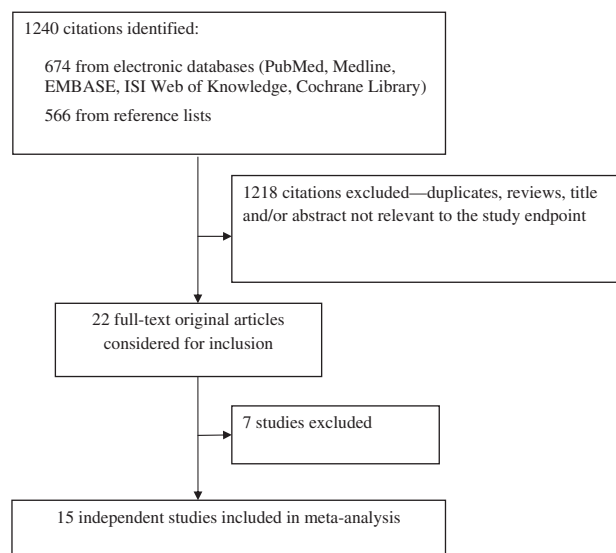 1240 citations identified:
674 from electronic databases (PubMed, Medline,
EMBASE, ISI Web of Knowledge, Cochrane Library)
566 from reference lists
1218 citations excluded—duplicates, reviews, title
and/or abstract not relevant to the study endpoint
22 full-text original articles
considered for inclusion
7 studies excluded
15 independent studies included in meta-analysis